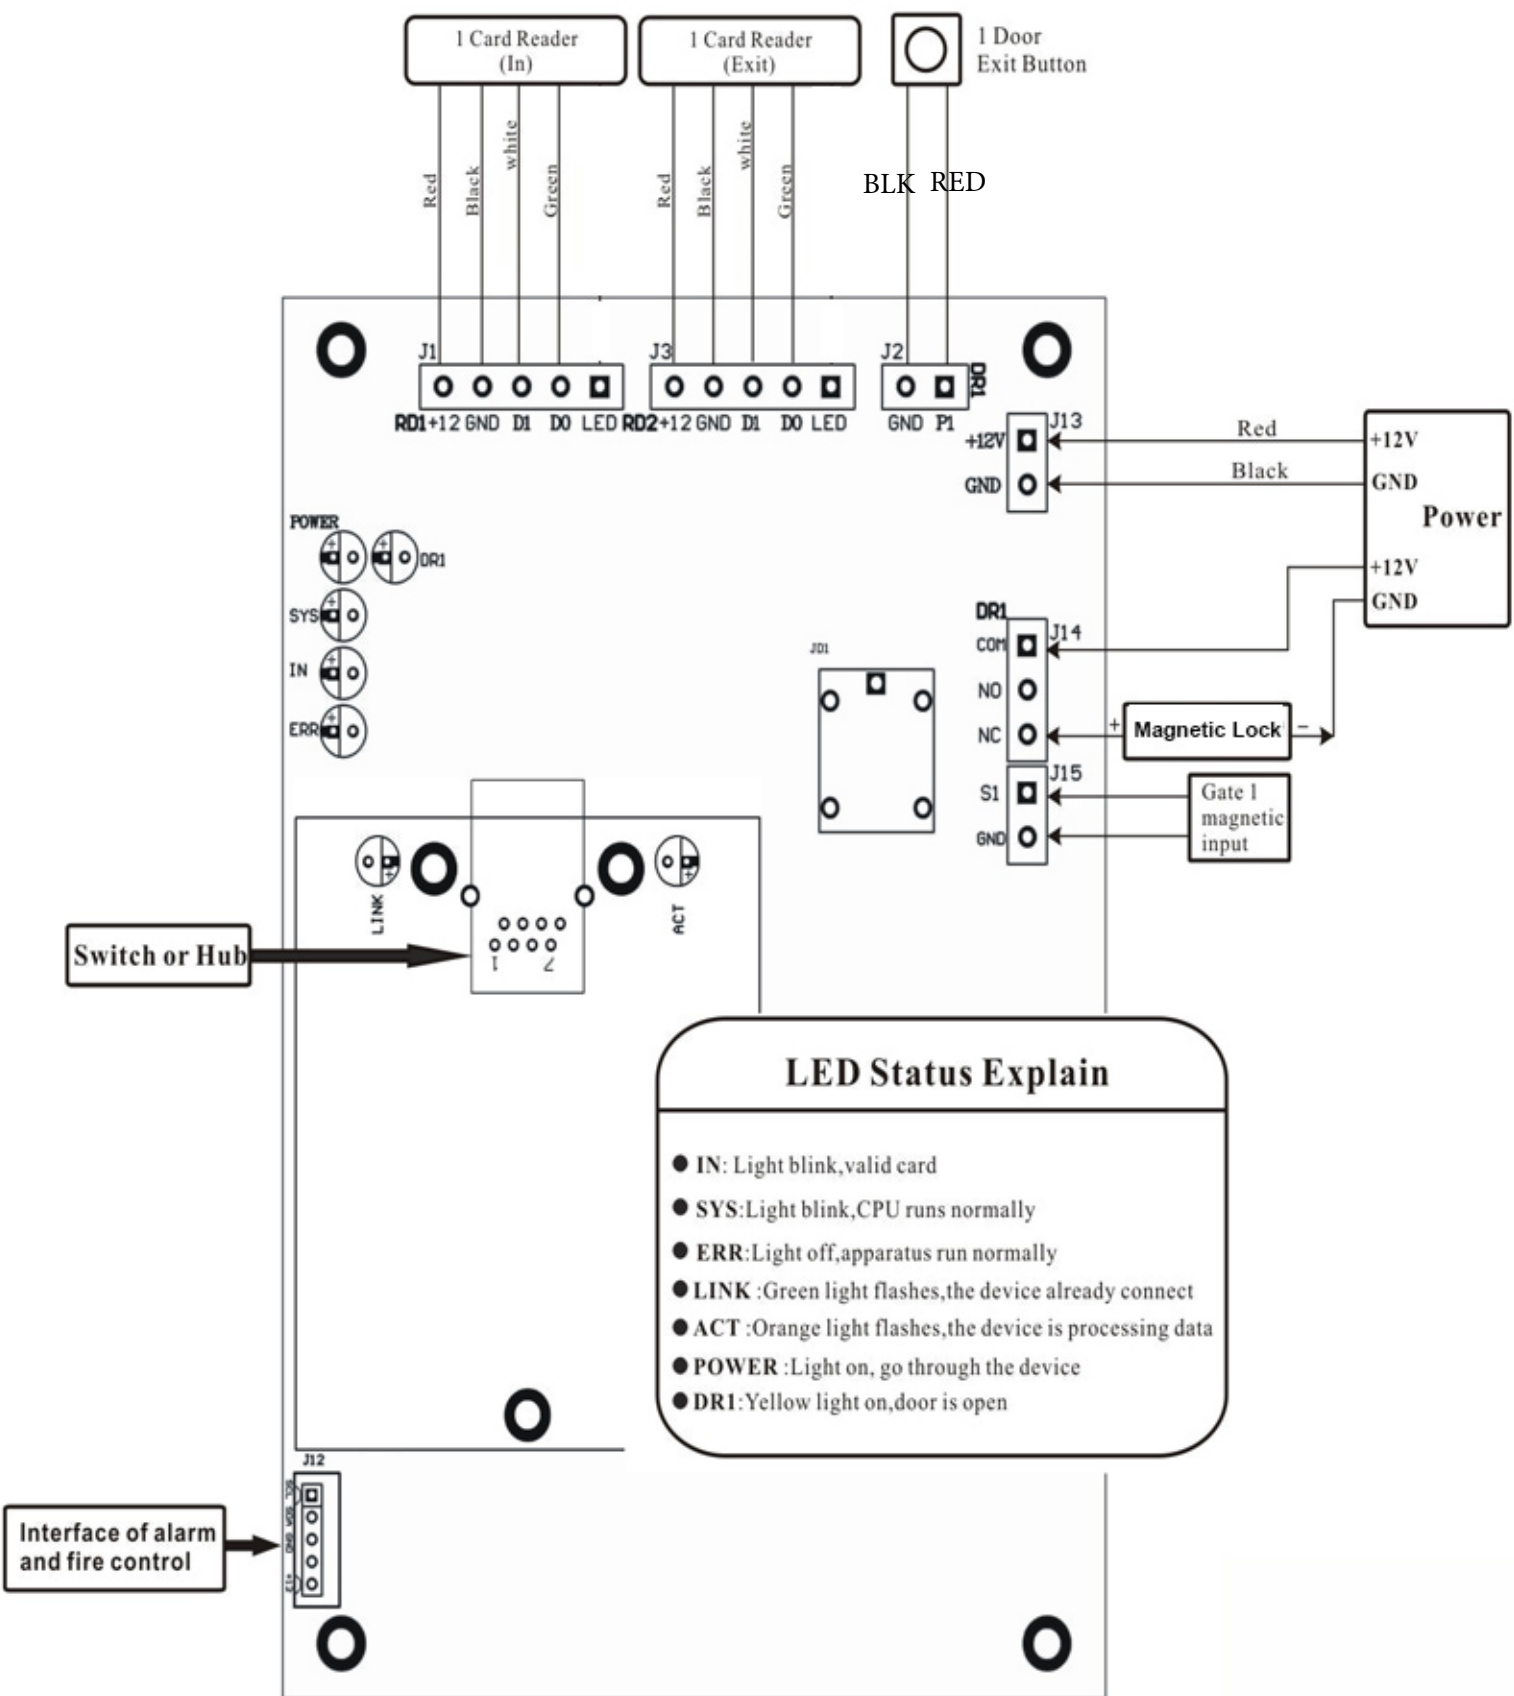 1 Card Reader
(In)
1 Card Reader
(Exit)
1 Door
Exit Button
Red
Black
white
Green
Red
Black
white
Green
BLK RED
J1
J3
J2
DR1
RD1+12 GND D1 D0 LED
RD2+12 GND D1 D0 LED
GND P1
J13
+12V
GND
Red
Black
+12V
GND
Power
+12V
GND
POWER
DR1
SYS
IN
ERR
JD1
DR1
J14
COM
NO
NC
+ Magnetic Lock -
J15
S1
GND
Gate 1
magnetic
input
LINK
ACT
1 7
Switch or Hub
LED Status Explain
● IN: Light blink,valid card
● SYS:Light blink,CPU runs normally
● ERR:Light off,apparatus run normally
● LINK :Green light flashes,the device already connect
● ACT :Orange light flashes,the device is processing data
● POWER :Light on, go through the device
● DR1:Yellow light on,door is open
J12
SCL
SDA
GND
+12
Interface of alarm
and fire control